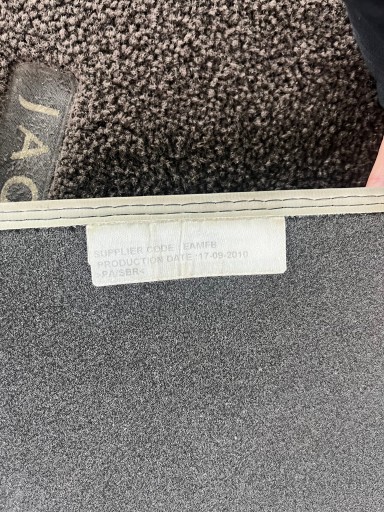 JAG
SUPPLIER CODE : EAMFB
PRODUCTION DATE :17-09-2010
>PA/SBR<